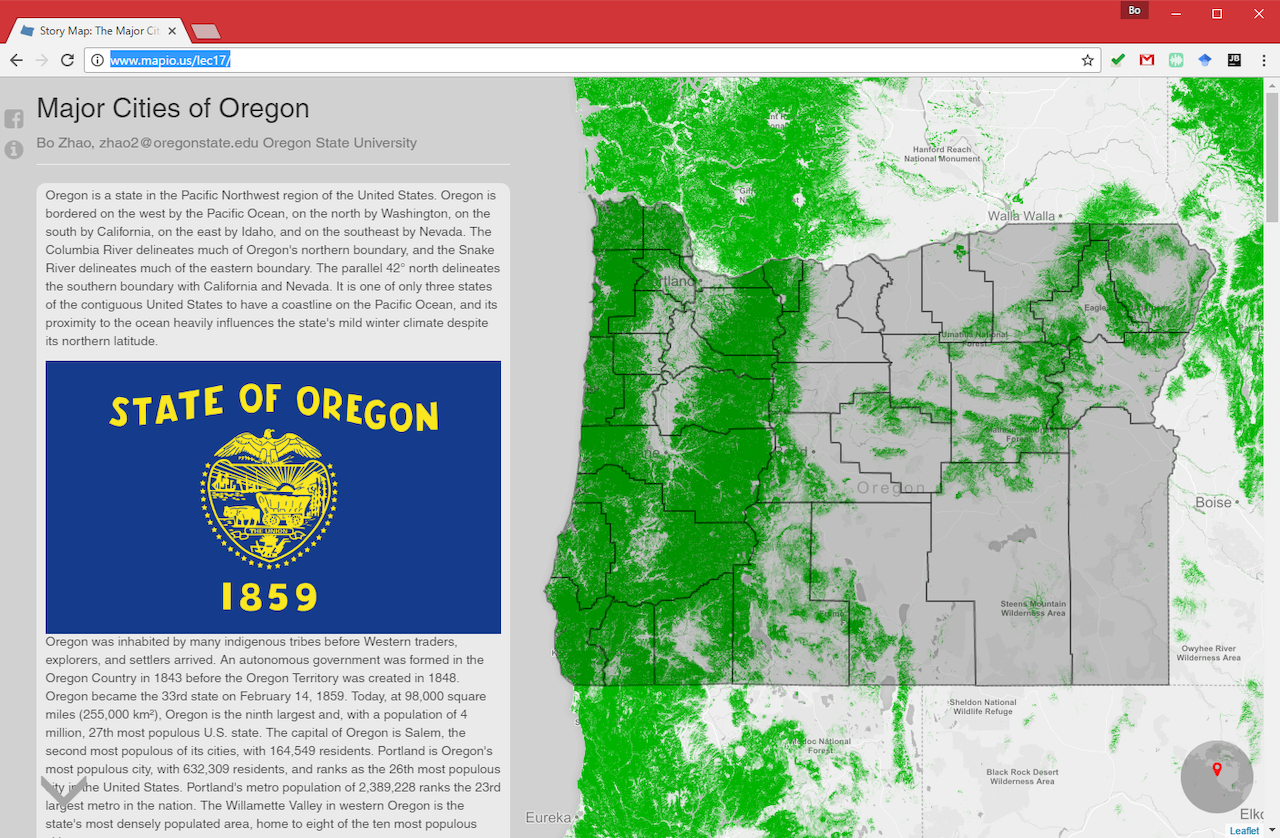 Bo
Story Map: The Major Cit
www.mapio.us/lec17/
JB
Major Cities of Oregon
Bo Zhao, zhao2@oregonstate.edu Oregon State University
Oregon is a state in the Pacific Northwest region of the United States. Oregon is
bordered on the west by the Pacific Ocean, on the north by Washington, on the
south by California, on the east by Idaho, and on the southeast by Nevada. The
Columbia River delineates much of Oregon's northern boundary, and the Snake
River delineates much of the eastern boundary. The parallel 42° north delineates
the southern boundary with California and Nevada. It is one of only three states
of the contiguous United States to have a coastline on the Pacific Ocean, and its
proximity to the ocean heavily influences the state's mild winter climate despite
its northern latitude.
STATE OF OREGON
THE UNION
1859
Oregon was inhabited by many indigenous tribes before Western traders,
explorers, and settlers arrived. An autonomous government was formed in the
Oregon Country in 1843 before the Oregon Territory was created in 1848.
Oregon became the 33rd state on February 14, 1859. Today, at 98,000 square
miles (255,000 km²), Oregon is the ninth largest and, with a population of 4
million, 27th most populous U.S. state. The capital of Oregon is Salem, the
second most populous of its cities, with 164,549 residents. Portland is Oregon's
most populous city, with 632,309 residents, and ranks as the 26th most populous
city in the United States. Portland's metro population of 2,389,228 ranks the 23rd
largest metro in the nation. The Willamette Valley in western Oregon is the
state's most densely populated area, home to eight of the ten most populous
Hanford Reach
National Monument
Walla Walla
rtland
Eagle
Umatilla National
Forest
Oregon
Boise
Steens Mountain
Wilderness Area
Owyhee River
Wilderness Area
Sheldon National
Wildlife Refuge
Modoc National
Forest
Black Rock Desert
Wilderness Area
Eureka
Elko
Leaflet